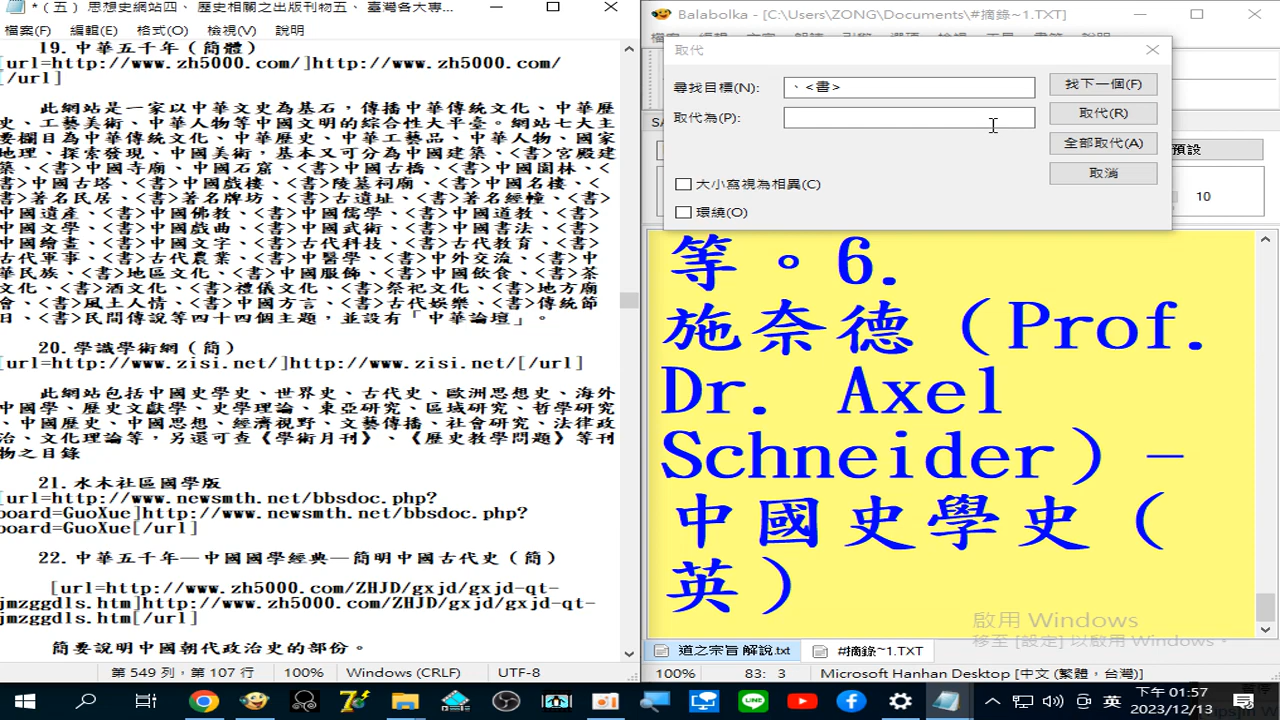 *（五）思想史網站四、歷史相關之出版刊物五、臺灣各大專...
檔案(F) 編輯(E) 格式(O) 檢視(V) 說明
19. 中華五千年（簡體）
[url=http://www.zh5000.com/]http://www.zh5000.com/
[/url]
此網站是一家以中華文史為基石，傳播中華傳統文化、中華歷
史、工藝美術、中華人物等中國文明的綜合性大平臺。網站七大主
要欄目為中華傳統文化、中華歷史、中華工藝品、中華人物、國家
地理、探索發現、中國美術，基本又可分為中國建築、<書>宮殿建
築、<書>中國寺廟、中國石窟、<書>中國古橋、<書>中國園林、<
書>中國古塔、<書>中國戲樓、<書>陵墓祠廟、<書>中國名樓、<
書>著名民居、<書>著名牌坊、<書>古遺址、<書>著名經幢、<書>
中國遺產、<書>中國佛教、<書>中國儒學、<書>中國道教、<書>
中國文學、<書>中國戲曲、<書>中國武術、<書>中國書法、<書>
中國繪畫、<書>中國文字、<書>古代科技、<書>古代教育、<書>
古代軍事、<書>古代農業、<書>中醫學、<書>中外交流、<書>中
華民族、<書>地區文化、<書>中國服飾、<書>中國飲食、<書>茶
文化、<書>酒文化、<書>禮儀文化、<書>祭祀文化、<書>地方廟
會、<書>風土人情、<書>中國方言、<書>古代娛樂、<書>傳統節
日、<書>民間傳說等四十四個主題，並設有「中華論壇」。
20. 學識學術網（簡）
[url=http://www.zisi.net/]http://www.zisi.net/[/url]
此網站包括中國史學史、世界史、古代史、歐洲思想史、海外
中國學、歷史文獻學、史學理論、東亞研究、區域研究、哲學研究
、中國歷史、中國思想、經濟視野、文藝傳播、社會研究、法律政
治、文化理論等，另還可查《學術月刊》、《歷史教學問題》等刊
物之目錄
21. 水木社區國學版
[url=http://www.newsmth.net/bbsdoc.php?
board=GuoXue]http://www.newsmth.net/bbsdoc.php?
board=GuoXue[/url]
22. 中華五千年—中國國學經典—簡明中國古代史（簡）
[url=http://www.zh5000.com/ZHJD/gxjd/gxjd-qt-
jmzggdls.htm]http://www.zh5000.com/ZHJD/gxjd/gxjd-qt-
jmzggdls.htm[/url]
簡要說明中國朝代政治史的部份。
第 549 列，第 107 行 100% Windows (CRLF) UTF-8
Balabolka - [C:\Users\ZONG\Documents\#摘錄~1.TXT]
取代
尋找目標(N): 、<書> 找下一個(F)
取代為(P): 取代(R)
全部取代(A)
取消
大小寫視為相異(C)
環繞(O)
預設
10
等。6.
施奈德（Prof.
Dr. Axel
Schneider）-
中國史學史（
英）
啟用 Windows
移至 [設定] 以啟用 Windows。
道之宗旨 解說.txt #摘錄~1.TXT
100% 83: 3 Microsoft Hanhan Desktop [中文 (繁體，台灣)]
英 下午 01:57
2023/12/13